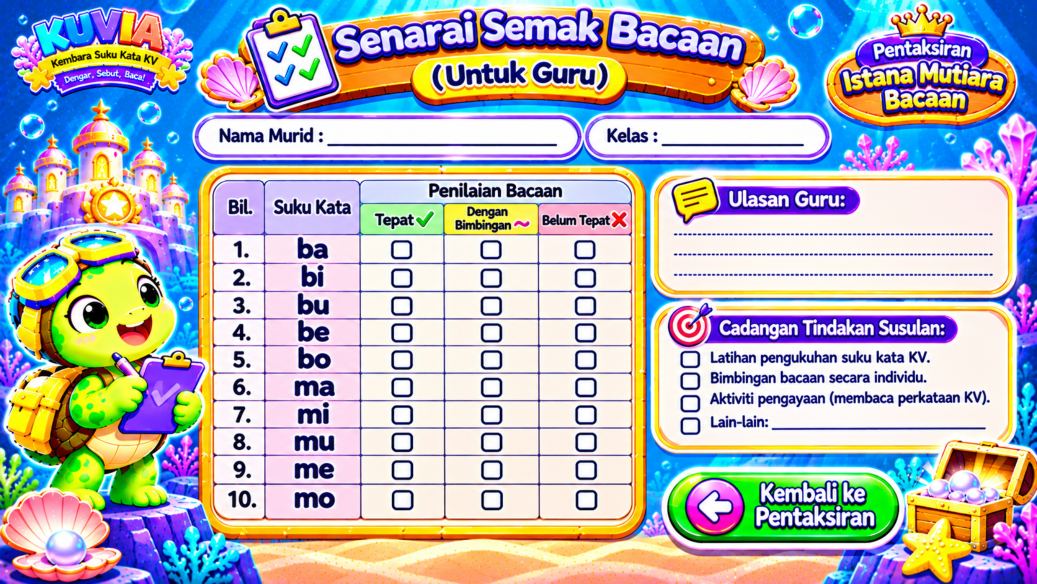 KUVIA
Kembara Suku Kata KV
Dengar, Sebut, Baca!
Senarai Semak Bacaan
(Untuk Guru)
Pentaksiran
Istana Mutiara
Bacaan
Nama Murid : ____________________ Kelas : ____________
Bil. Suku Kata Penilaian Bacaan
Tepat ✓ Dengan Bimbingan ~ Belum Tepat ✗
1. ba
2. bi
3. bu
4. be
5. bo
6. ma
7. mi
8. mu
9. me
10. mo
Ulasan Guru:
Cadangan Tindakan Susulan:
Latihan pengukuhan suku kata KV.
Bimbingan bacaan secara individu.
Aktiviti pengayaan (membaca perkataan KV).
Lain-lain: ____________________
Kembali ke
Pentaksiran